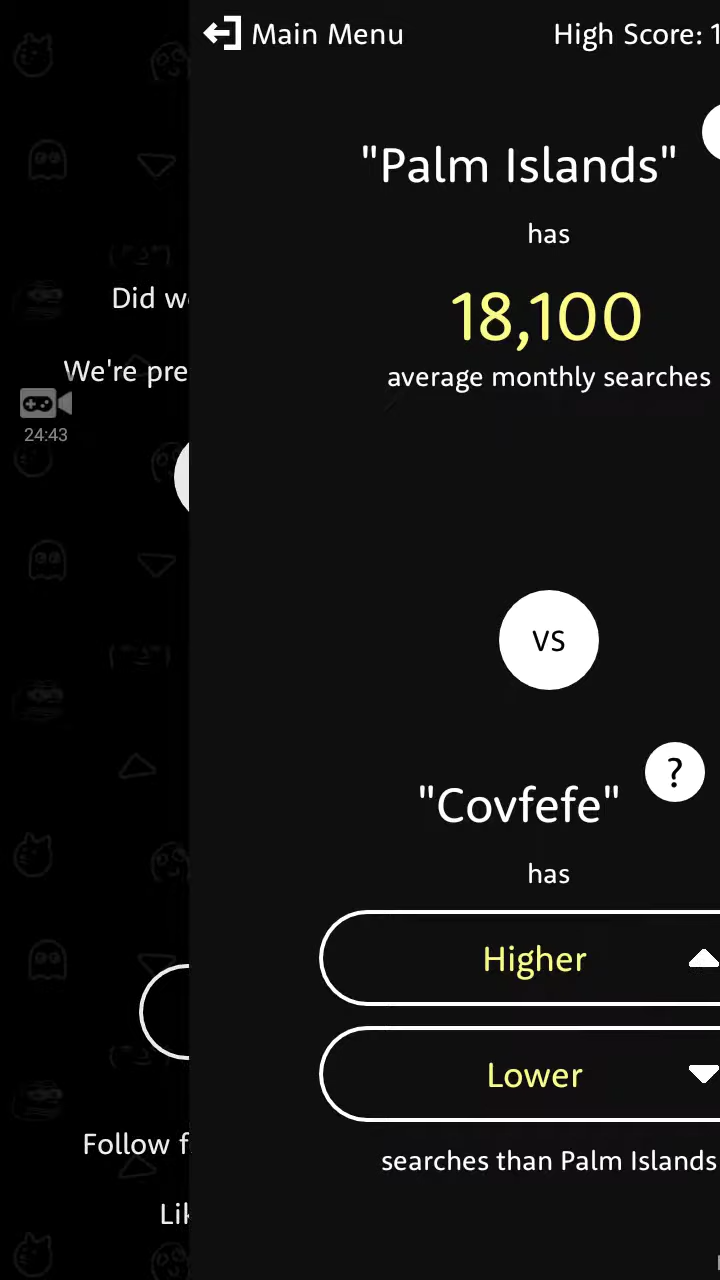 Main Menu
High Score: 1
"Palm Islands"
has
Did we
18,100
We're pre
average monthly searches
24:43
VS
?
"Covfefe"
has
Higher
Lower
Follow f
searches than Palm Islands
Lik